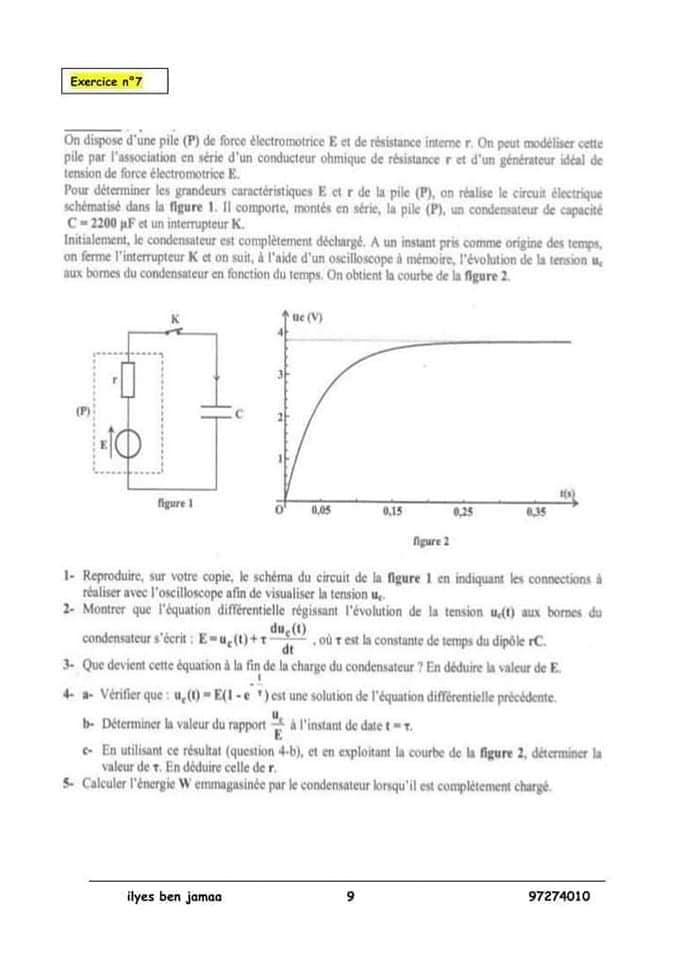 Exercice n°7
On dispose d'une pile (P) de force électromotrice E et de résistance interne r. On peut modéliser cette
pile par l'association en série d'un conducteur ohmique de résistance r et d'un générateur idéal de
tension de force électromotrice E.
Pour déterminer les grandeurs caractéristiques E et r de la pile (P), on réalise le circuit électrique
schématisé dans la figure 1. Il comporte, montés en série, la pile (P), un condensateur de capacité
C = 2200 µF et un interrupteur K.
Initialement, le condensateur est complètement déchargé. A un instant pris comme origine des temps,
on ferme l'interrupteur K et on suit, à l'aide d'un oscilloscope à mémoire, l'évolution de la tension uc
aux bornes du condensateur en fonction du temps. On obtient la courbe de la figure 2.
K
r
(P)
E
C
figure 1
uc (V)
4
3
2
1
O
0,05
0,15
0,25
0,35
t(s)
figure 2
1- Reproduire, sur votre copie, le schéma du circuit de la figure 1 en indiquant les connections à
réaliser avec l'oscilloscope afin de visualiser la tension uc.
2- Montrer que l'équation différentielle régissant l'évolution de la tension uc(t) aux bornes du
condensateur s'écrit : E = uc(t) + τ duc(t)/dt , où τ est la constante de temps du dipôle rC.
3- Que devient cette équation à la fin de la charge du condensateur ? En déduire la valeur de E.
4- a- Vérifier que : uc(t) = E(1 - e^(-t/τ)) est une solution de l'équation différentielle précédente.
b- Déterminer la valeur du rapport uc/E à l'instant de date t = τ.
c- En utilisant ce résultat (question 4-b), et en exploitant la courbe de la figure 2, déterminer la
valeur de τ. En déduire celle de r.
5- Calculer l'énergie W emmagasinée par le condensateur lorsqu'il est complètement chargé.
ilyes ben jamaa 9 97274010